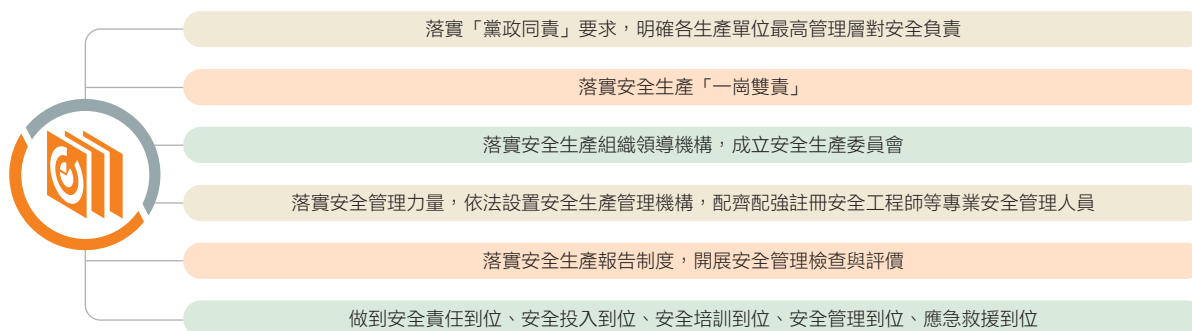 落實「黨政同責」要求，明確各生產單位最高管理層對安全負責
落實安全生產「一崗雙責」
落實安全生產組織領導機構，成立安全生產委員會
落實安全管理力量，依法設置安全生產管理機構，配齊配強註冊安全工程師等專業安全管理人員
落實安全生產報告制度，開展安全管理檢查與評價
做到安全責任到位、安全投入到位、安全培訓到位、安全管理到位、應急救援到位